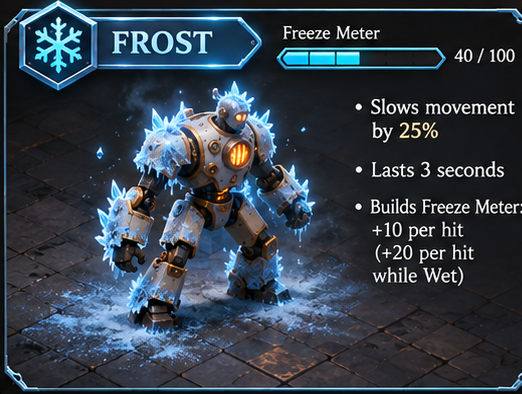 FROST
Freeze Meter
40 / 100
• Slows movement
by 25%
• Lasts 3 seconds
• Builds Freeze Meter:
+10 per hit
(+20 per hit
while Wet)